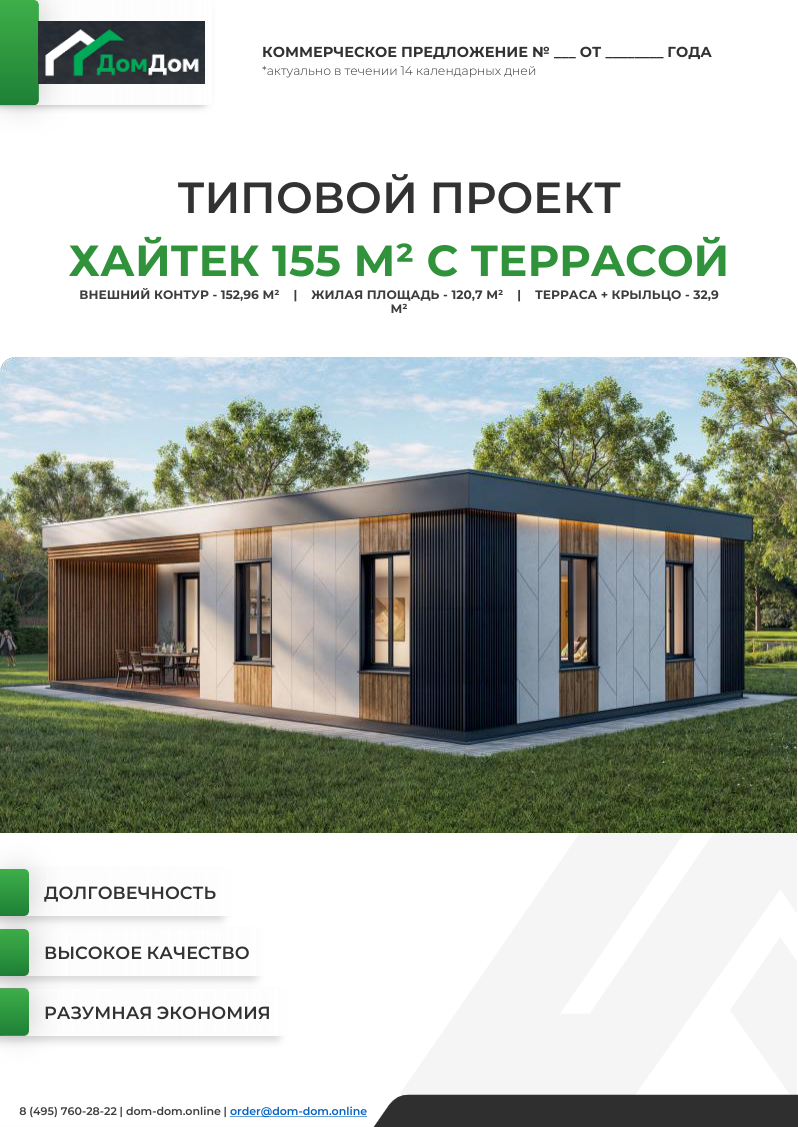 ДомДом
КОММЕРЧЕСКОЕ ПРЕДЛОЖЕНИЕ № ___ ОТ ________ ГОДА
*актуально в течении 14 календарных дней
ТИПОВОЙ ПРОЕКТ
ХАЙТЕК 155 М² С ТЕРРАСОЙ
ВНЕШНИЙ КОНТУР - 152,96 М² | ЖИЛАЯ ПЛОЩАДЬ - 120,7 М² | ТЕРРАСА + КРЫЛЬЦО - 32,9
М²
ДОЛГОВЕЧНОСТЬ
ВЫСОКОЕ КАЧЕСТВО
РАЗУМНАЯ ЭКОНОМИЯ
8 (495) 760-28-22 | dom-dom.online | order@dom-dom.online